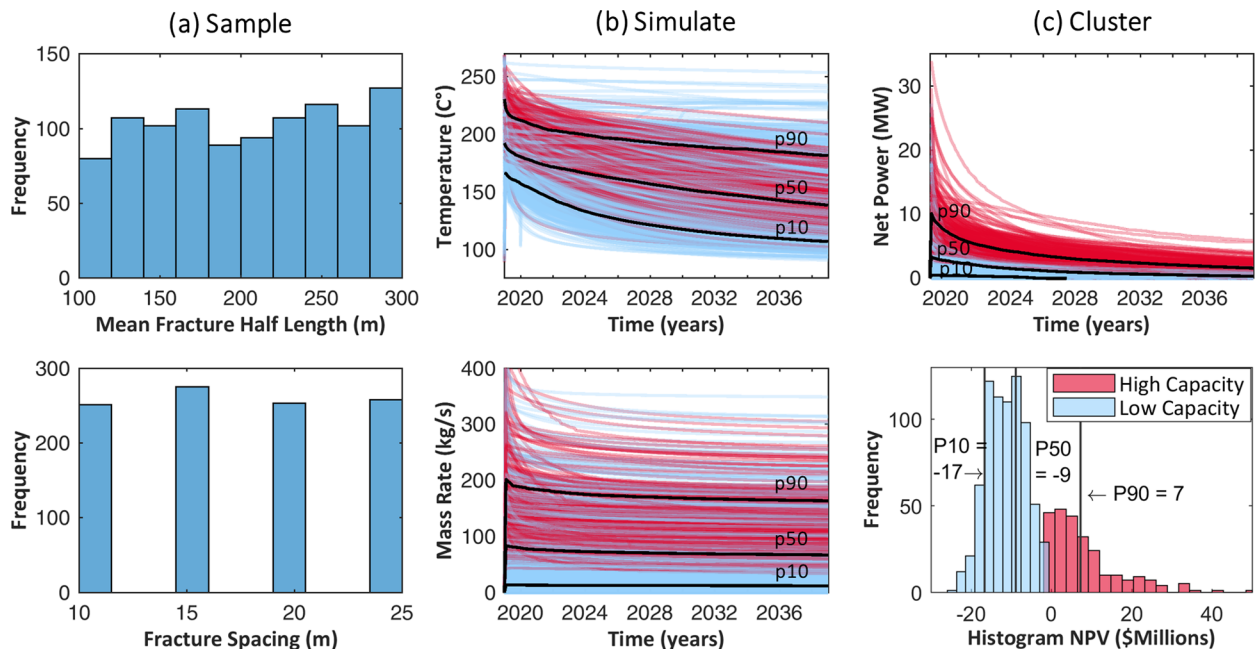 (a) Sample
(b) Simulate
(c) Cluster
150
100
50
0
Frequency
100 150 200 250 300
Mean Fracture Half Length (m)
250
200
150
100
Temperature (C°)
p90
p50
p10
2020 2024 2028 2032 2036
Time (years)
30
20
10
0
Net Power (MW)
p90
p50
p10
2020 2024 2028 2032 2036
Time (years)
300
200
100
0
Frequency
10 15 20 25
Fracture Spacing (m)
400
300
200
100
0
Mass Rate (kg/s)
p90
p50
p10
2020 2024 2028 2032 2036
Time (years)
100
50
0
Frequency
High Capacity
Low Capacity
P10 =
-17→
P50
= -9
← P90 = 7
-20 0 20 40
Histogram NPV ($Millions)